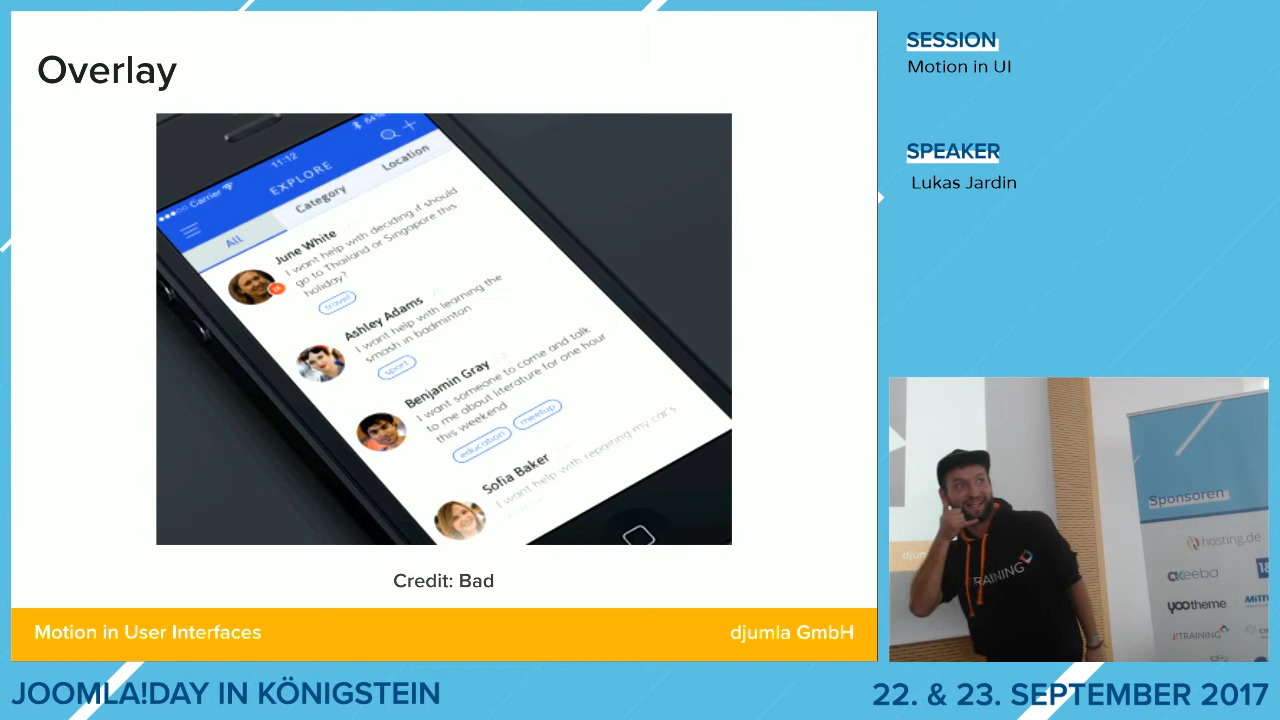 Overlay
Carrier
11:12
EXPLORE
All
Category
Location
June White
I want help with deciding if should
go to Thailand or Singapore this
holiday?
travel
Ashley Adams
I want help with learning the
smash in badminton
sport
Benjamin Gray
I want someone to come and talk
to me about literature for one hour
this weekend
education
meetup
Sofia Baker
I want help with repairing my car's
Credit: Bad
Motion in User Interfaces
djumla GmbH
SESSION
Motion in UI
SPEAKER
Lukas Jardin
Sponsoren
hosting.de
akeeba
yootheme
J!TRAINING
TRAINING
JOOMLA!DAY IN KÖNIGSTEIN
22. & 23. SEPTEMBER 2017